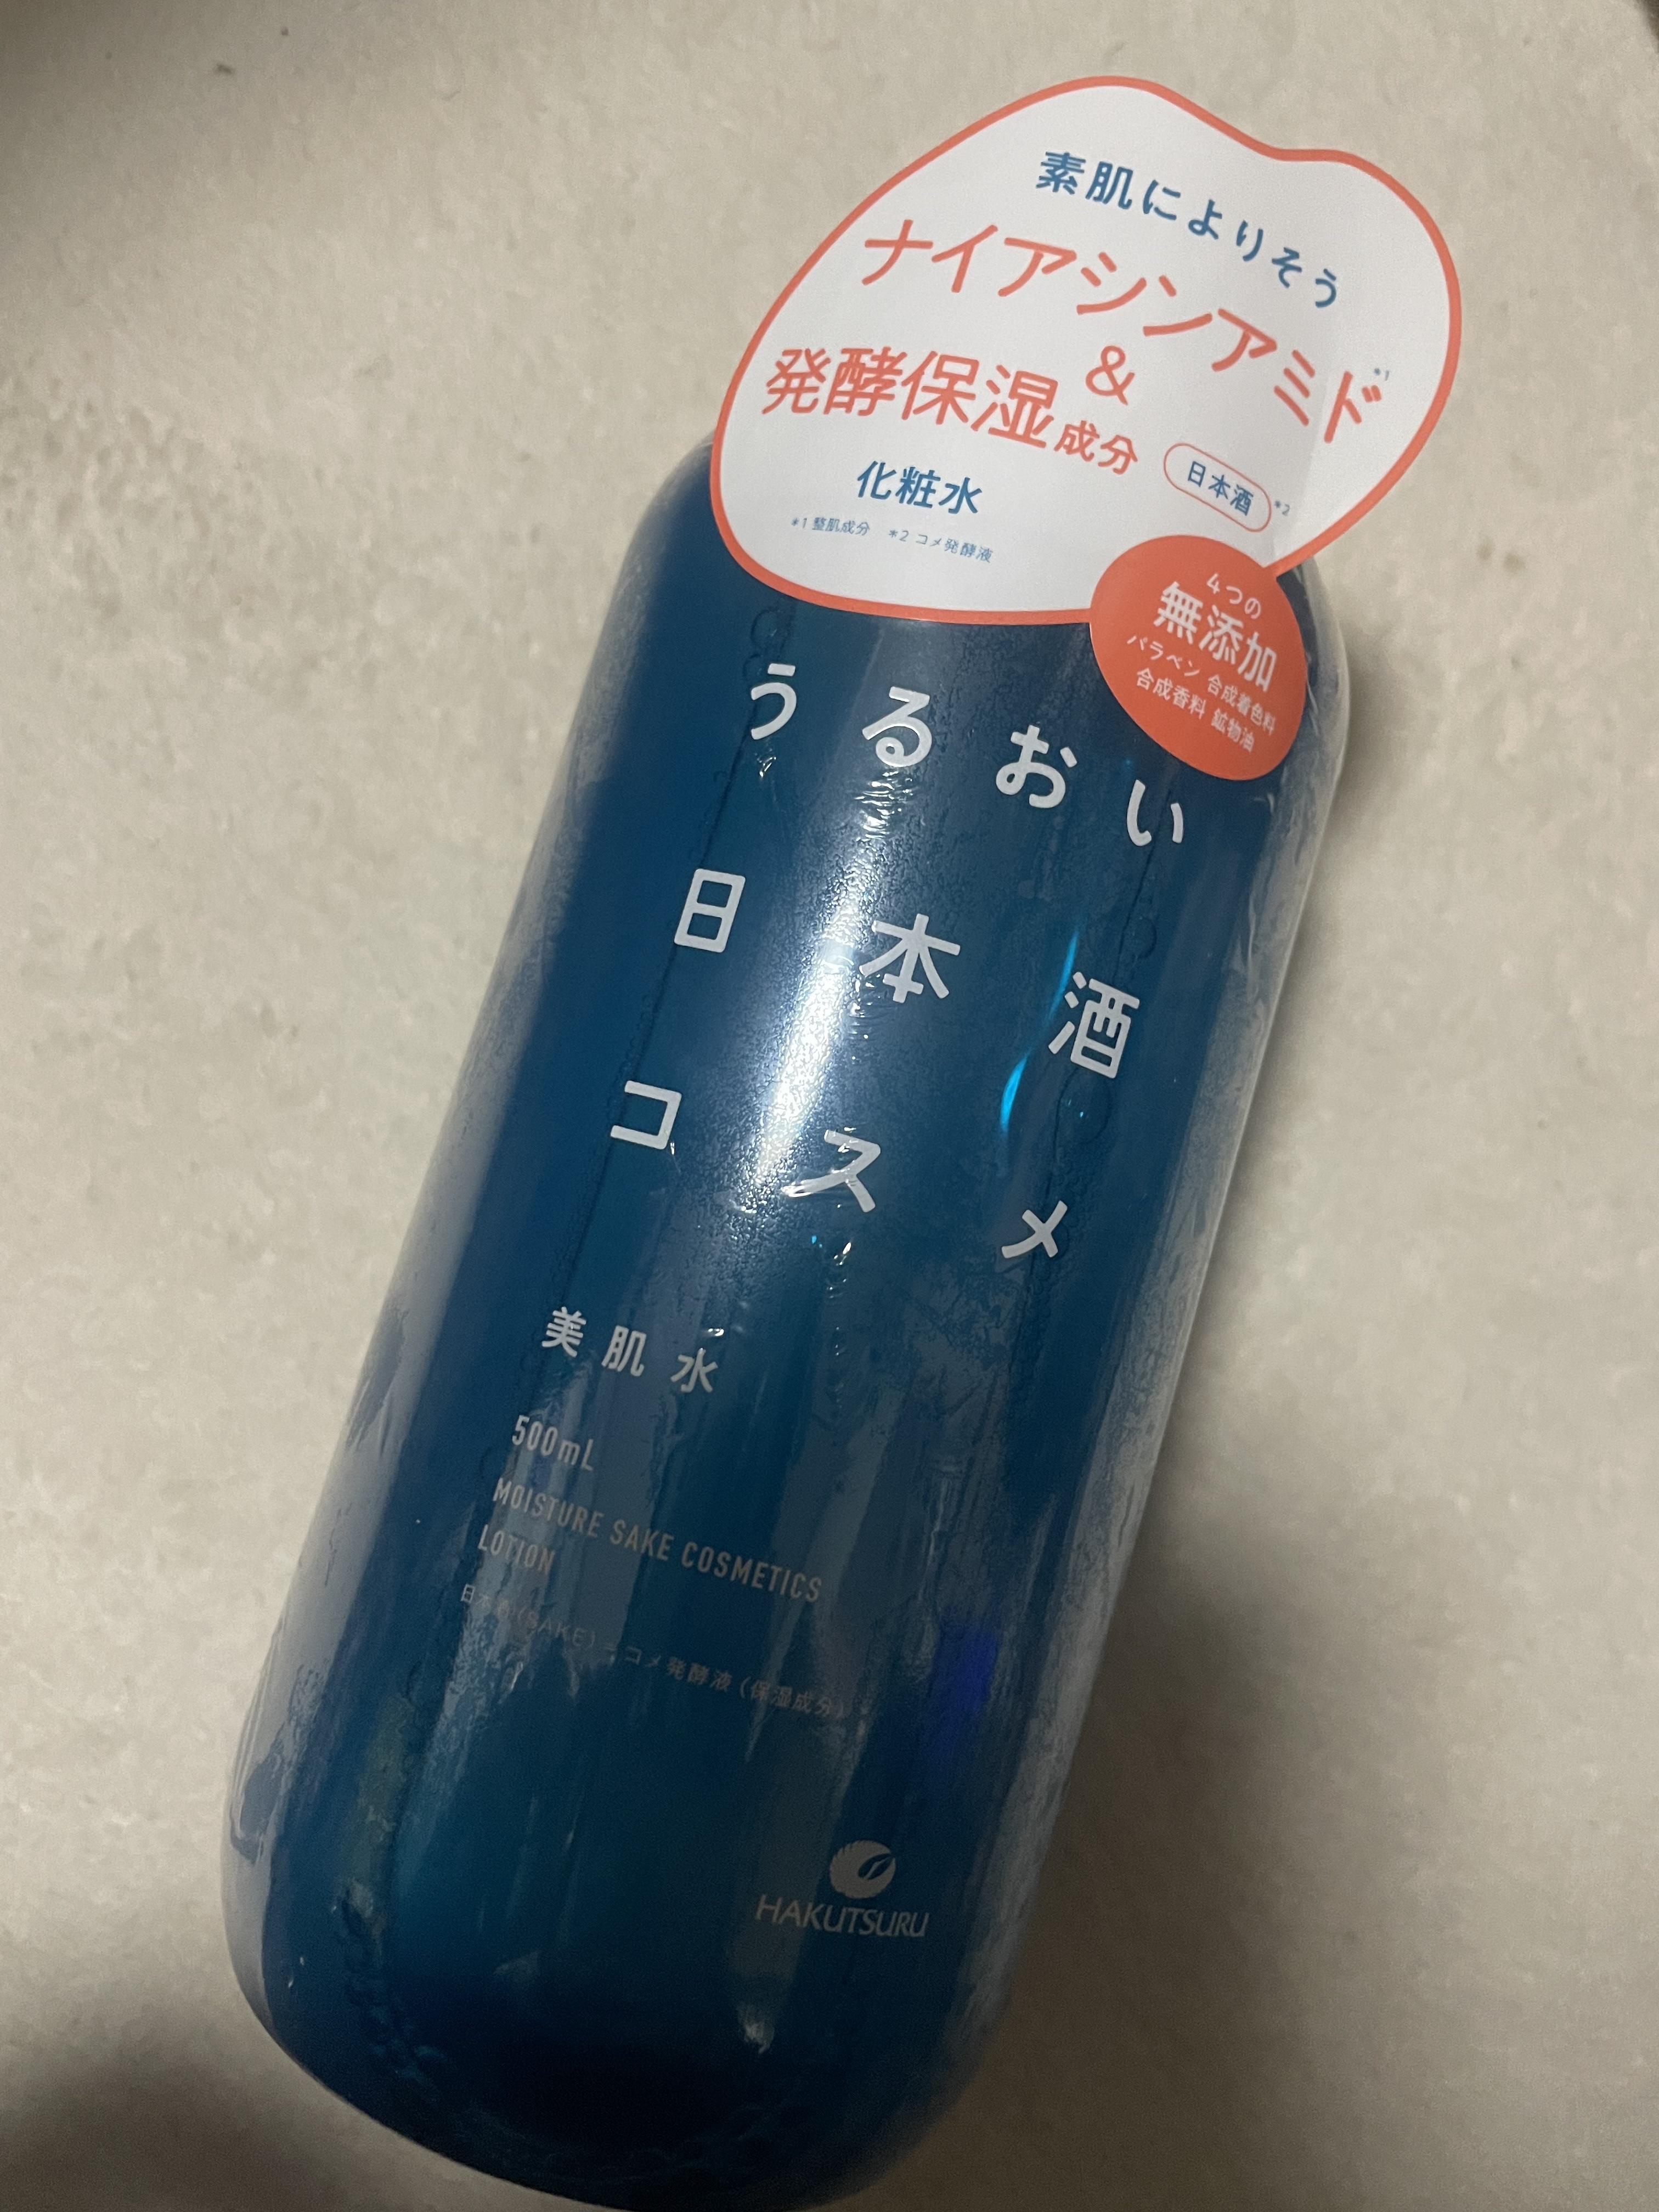 素肌によりそう
ナイアシンアミド*1
&
発酵保湿成分 日本酒*2
化粧水
*1 整肌成分 *2 コメ発酵液
4つの
無添加
パラベン 合成着色料
合成香料 鉱物油
うるおい
日本酒
コスメ
美肌水
500mL
MOISTURE SAKE COSMETICS
LOTION
日本酒(SAKE)=コメ発酵液(保湿成分)
HAKUTSURU